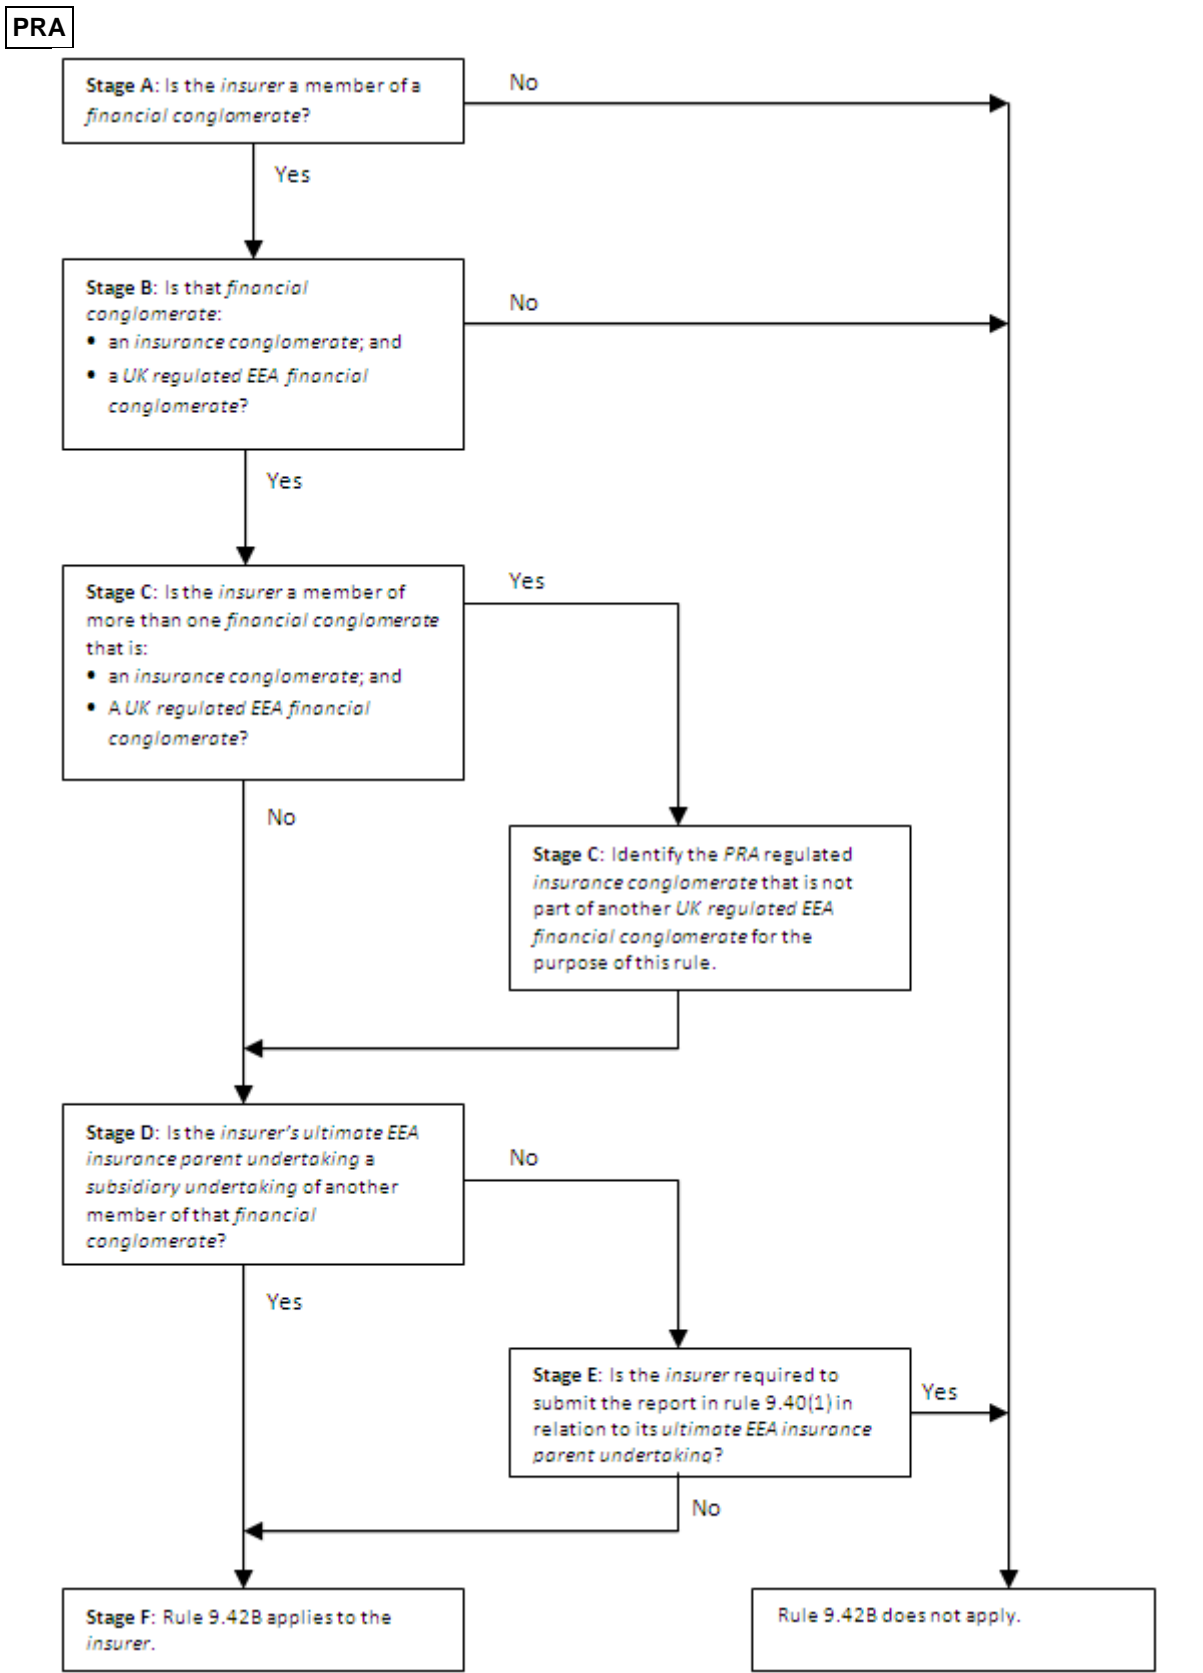 PRA
Stage A: Is the insurer a member of a
financial conglomerate?
No
Yes
Stage B: Is that financial
conglomerate:
• an insurance conglomerate; and
• a UK regulated EEA financial
conglomerate?
No
Yes
Stage C: Is the insurer a member of
more than one financial conglomerate
that is:
• an insurance conglomerate; and
• A UK regulated EEA financial
conglomerate?
Yes
No
Stage C: Identify the PRA regulated
insurance conglomerate that is not
part of another UK regulated EEA
financial conglomerate for the
purpose of this rule.
Stage D: Is the insurer's ultimate EEA
insurance parent undertaking a
subsidiary undertaking of another
member of that financial
conglomerate?
No
Yes
Stage E: Is the insurer required to
submit the report in rule 9.40(1) in
relation to its ultimate EEA insurance
parent undertaking?
Yes
No
Stage F: Rule 9.42B applies to the
insurer.
Rule 9.42B does not apply.